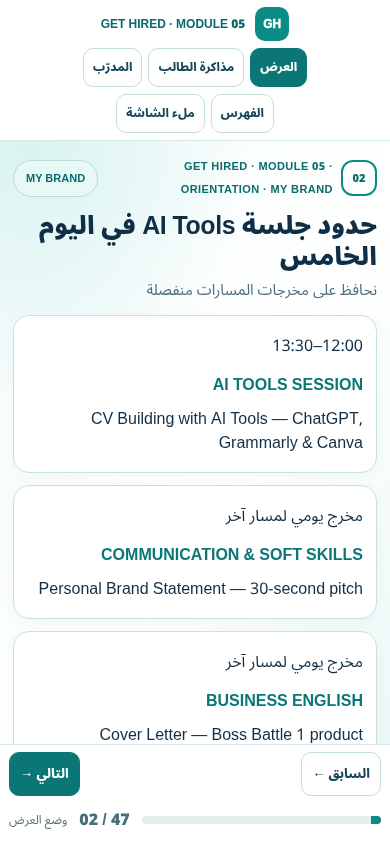 GH
GET HIRED · MODULE 05
العرض
مذاكرة الطالب
المدرّب
الفهرس
ملء الشاشة
02
GET HIRED · MODULE 05 ·
ORIENTATION · MY BRAND
MY BRAND
حدود جلسة AI Tools في اليوم
الخامس
نحافظ على مخرجات المسارات منفصلة
12:00–13:30
AI TOOLS SESSION
CV Building with AI Tools — ChatGPT,
Grammarly & Canva
مخرج يومي لمسار آخر
COMMUNICATION & SOFT SKILLS
Personal Brand Statement — 30-second pitch
مخرج يومي لمسار آخر
BUSINESS ENGLISH
Cover Letter — Boss Battle 1 product
السابق ←
التالي →
02 / 47
وضع العرض